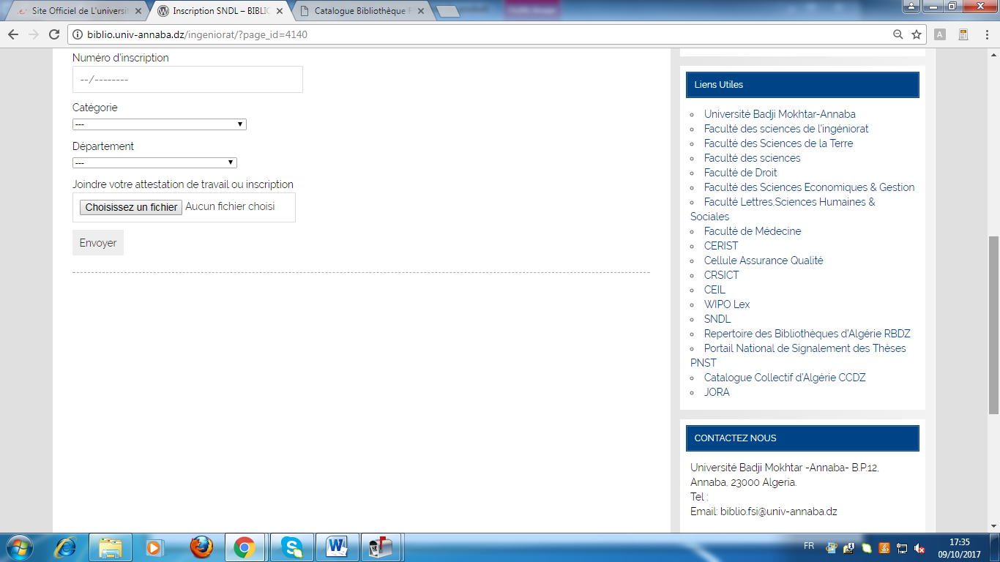 Site Officiel de L'universit
Inscription SNDL – BIBLIO
Catalogue Bibliothèque F
biblio.univ-annaba.dz/ingeniorat/?page_id=4140
Numéro d'inscription
--/--------
Catégorie
---
Département
---
Joindre votre attestation de travail ou inscription
Choisissez un fichier Aucun fichier choisi
Envoyer
Liens Utiles
Université Badji Mokhtar-Annaba
Faculté des sciences de l'ingéniorat
Faculté des Sciences de la Terre
Faculté des sciences
Faculté de Droit
Faculté des Sciences Economiques & Gestion
Faculté Lettres,Sciences Humaines &
Sociales
Faculté de Médecine
CERIST
Cellule Assurance Qualité
CRSICT
CEIL
WIPO Lex
SNDL
Repertoire des Bibliothèques d'Algérie RBDZ
Portail National de Signalement des Thèses
PNST
Catalogue Collectif d'Algérie CCDZ
JORA
CONTACTEZ NOUS
Université Badji Mokhtar -Annaba- B.P.12,
Annaba, 23000 Algeria.
Tel :
Email: biblio.fsi@univ-annaba.dz
FR
17:35
09/10/2017